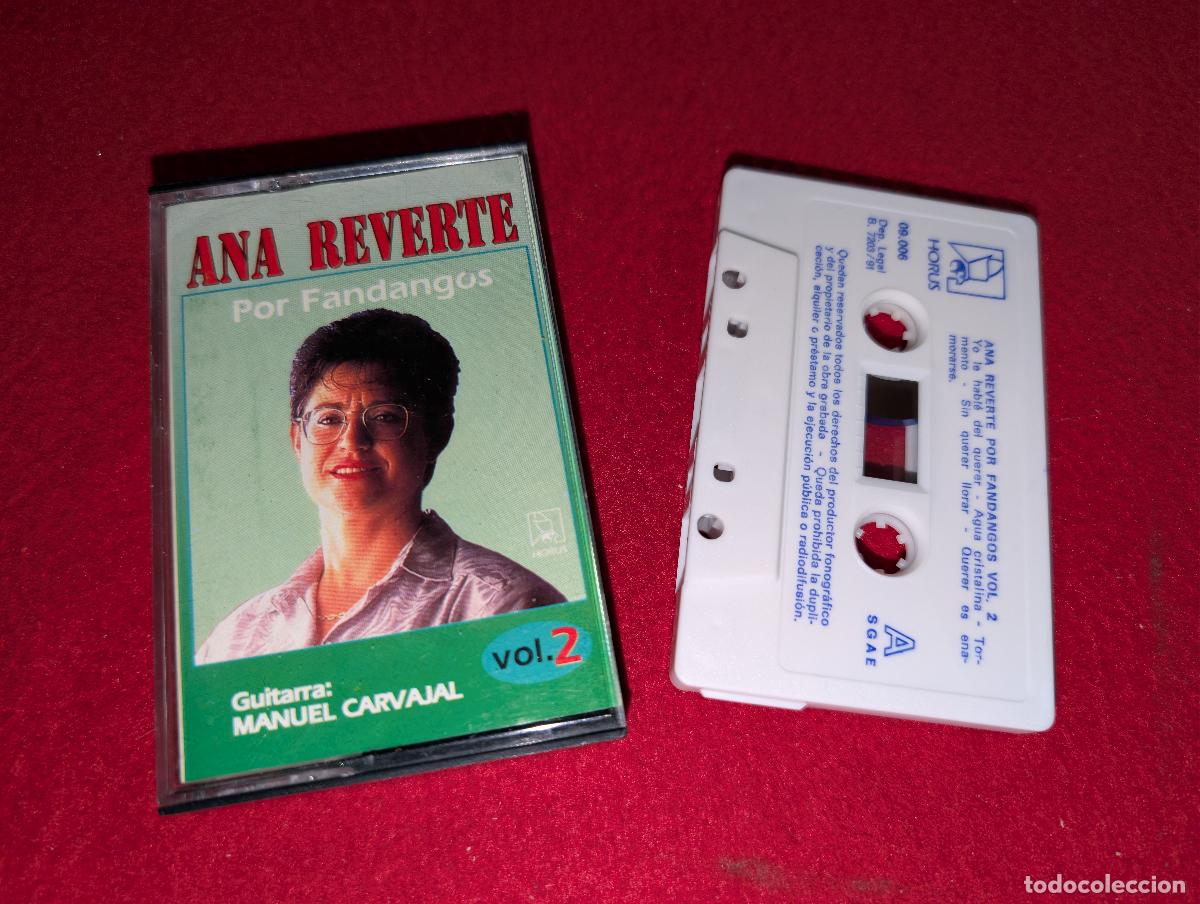 ANA REVERTE
Por Fandangos
HORUS
vol.2
Guitarra:
MANUEL CARVAJAL
HORUS
09.006
Dep. Legal
B. 7203/91
ANA REVERTE POR FANDANGOS VOL. 2
Yo le hablé del querer - Agua cristalina - Tor-
mento - Sin querer llorar - Querer es ena-
morarse.
Quedan reservados todos los derechos del productor fonográfico
y del propietario de la obra grabada - Queda prohibida la dupli-
cación, alquiler o préstamo y la ejecución pública o radiodifusión.
A
SGAE
todocoleccion